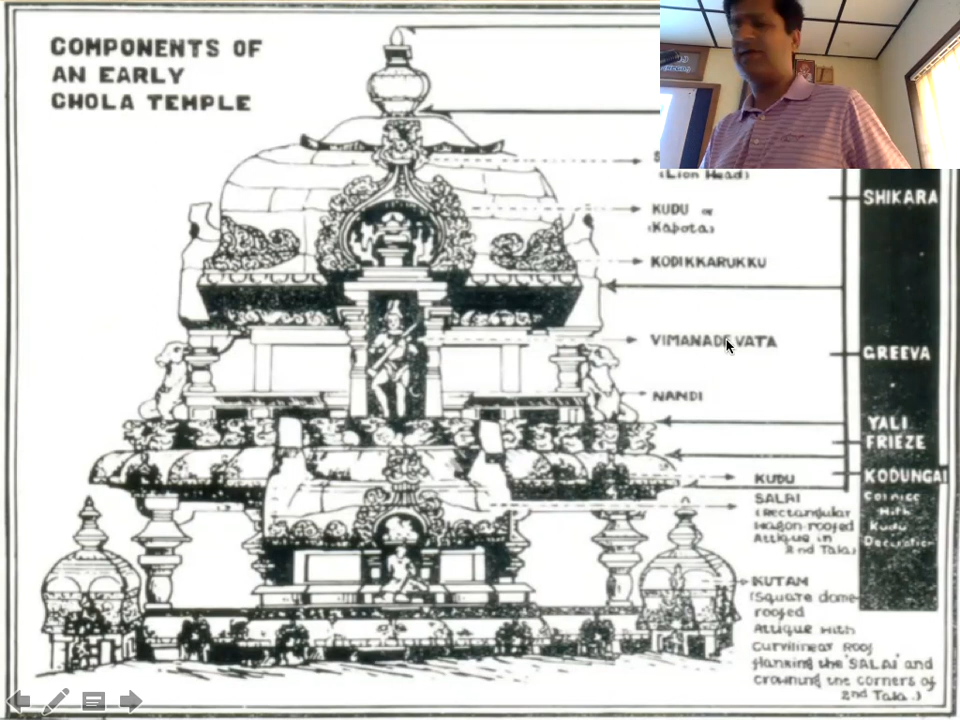 COMPONENTS OF
AN EARLY
CHOLA TEMPLE
(Lion Head)
KUDU or
(Kapota)
KODIKKARUKKU
VIMANADEVATA
NANDI
KUDU
SALAI
(Rectangular
Wagon-roofed
Attique in
2nd Tala)
KUTAM
(Square dome-
roofed
Attique with
Curvilinear Roof
flanking the 'SALAI' and
Crowning the corners of
2nd Tala.)
SHIKARA
GREEVA
YALI
FRIEZE
KODUNGAI
Cornice
With
Kudu
Decoration